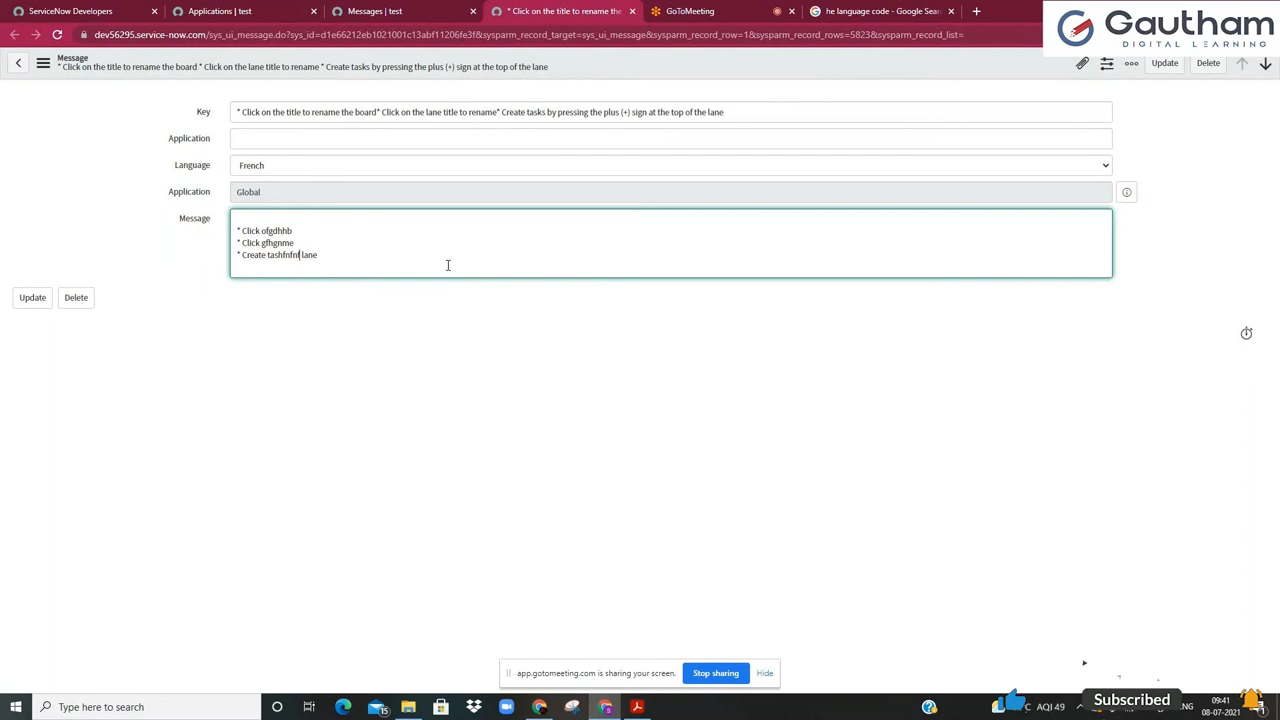 ServiceNow Developers
Applications | test
Messages | test
* Click on the title to rename the
GoToMeeting
he language code - Google Sear
Gautham
DIGITAL LEARNING
dev56295.service-now.com/sys_ui_message.do?sys_id=d1e66212eb1021001c13abf11206fe3f&sysparm_record_target=sys_ui_message&sysparm_record_row=1&sysparm_record_rows=5823&sysparm_record_list=
Message
* Click on the title to rename the board * Click on the lane title to rename * Create tasks by pressing the plus (+) sign at the top of the lane
Update
Delete
Key
* Click on the title to rename the board* Click on the lane title to rename* Create tasks by pressing the plus (+) sign at the top of the lane
Application
Language
French
Application
Global
Message
* Click ofgdhhb
* Click gfhgnme
* Create tashfnfnf lane
Update
Delete
app.gotomeeting.com is sharing your screen.
Stop sharing
Hide
Type here to search
15
AQI 49
ENG
09:41
08-07-2021
1
Subscribed